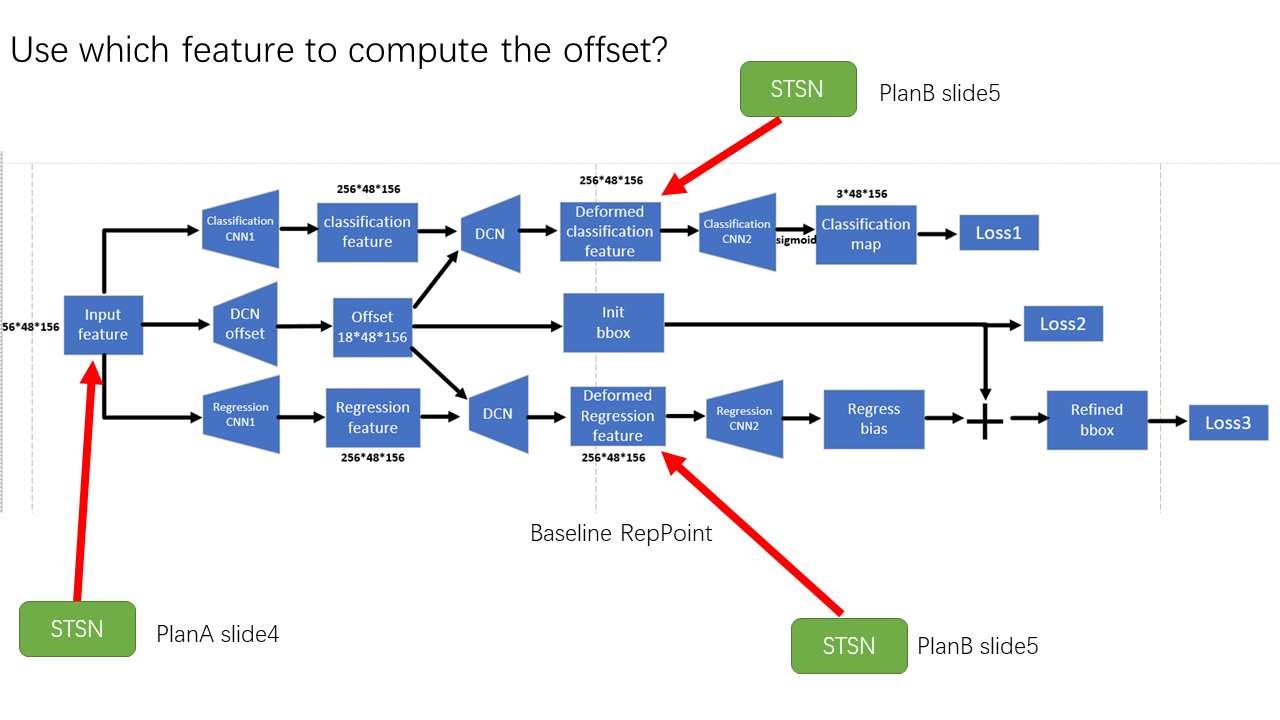 Use which feature to compute the offset?
STSN
PlanB slide5
256*48*156
256*48*156
3*48*156
Classification
CNN1
classification
feature
DCN
Deformed
classification
feature
Classification
CNN2
sigmoid
Classification
map
Loss1
56*48*156
Input
feature
DCN
offset
Offset
18*48*156
Init
bbox
Loss2
Regression
CNN1
Regression
feature
256*48*156
DCN
Deformed
Regression
feature
256*48*156
Regression
CNN2
Regress
bias
Refined
bbox
Loss3
Baseline RepPoint
STSN
PlanA slide4
STSN
PlanB slide5